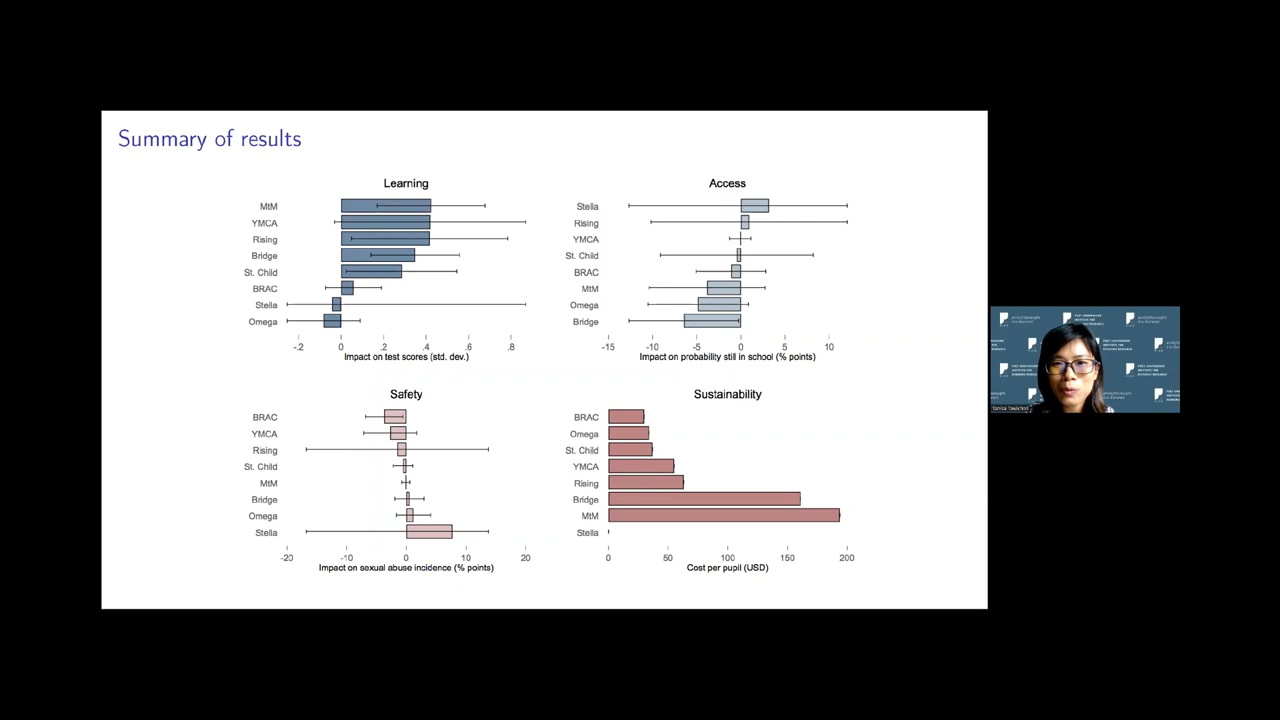 Summary of results
Learning
MtM
YMCA
Rising
Bridge
St. Child
BRAC
Stella
Omega
-.2 0 .2 .4 .6 .8
Impact on test scores (std. dev.)
Access
Stella
Rising
YMCA
St. Child
BRAC
MtM
Omega
Bridge
-15 -10 -5 0 5 10
Impact on probability still in school (% points)
Safety
BRAC
YMCA
Rising
St. Child
MtM
Bridge
Omega
Stella
-20 -10 0 10 20
Impact on sexual abuse incidence (% points)
Sustainability
BRAC
Omega
St. Child
YMCA
Rising
Bridge
MtM
Stella
0 50 100 150 200
Cost per pupil (USD)